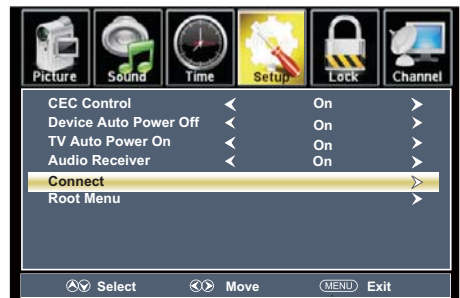 Picture Sound Time Setup Lock Channel
CEC Control On
Device Auto Power Off On
TV Auto Power On On
Audio Receiver On
Connect
Root Menu
Select Move MENU Exit